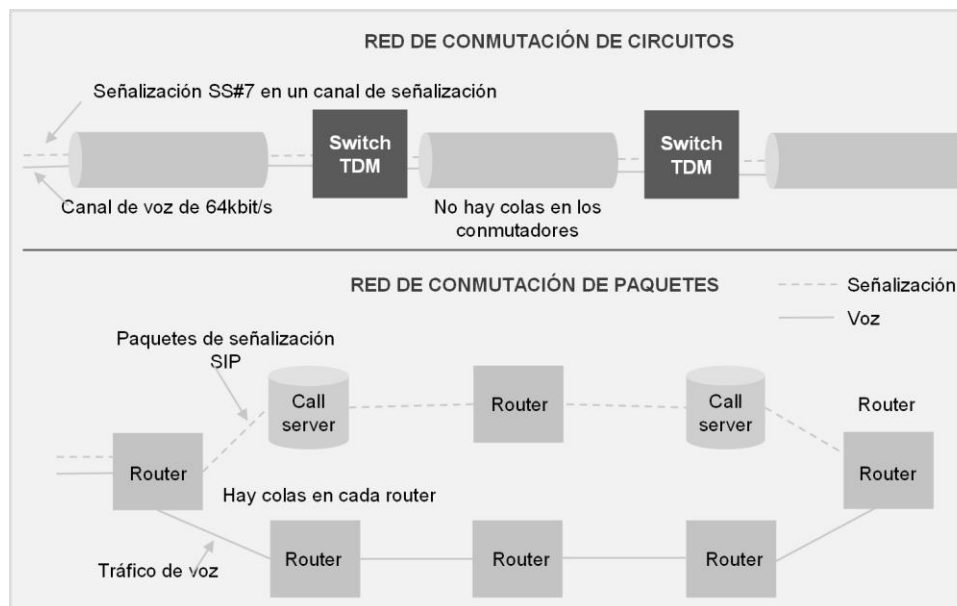 RED DE CONMUTACIÓN DE CIRCUITOS
Señalización SS#7 en un canal de señalización
Switch
TDM
Switch
TDM
Canal de voz de 64kbit/s
No hay colas en los
conmutadores
RED DE CONMUTACIÓN DE PAQUETES
Señalización
Voz
Paquetes de señalización
SIP
Call
server
Router
Call
server
Router
Router
Router
Hay colas en cada router
Router
Router
Router
Tráfico de voz